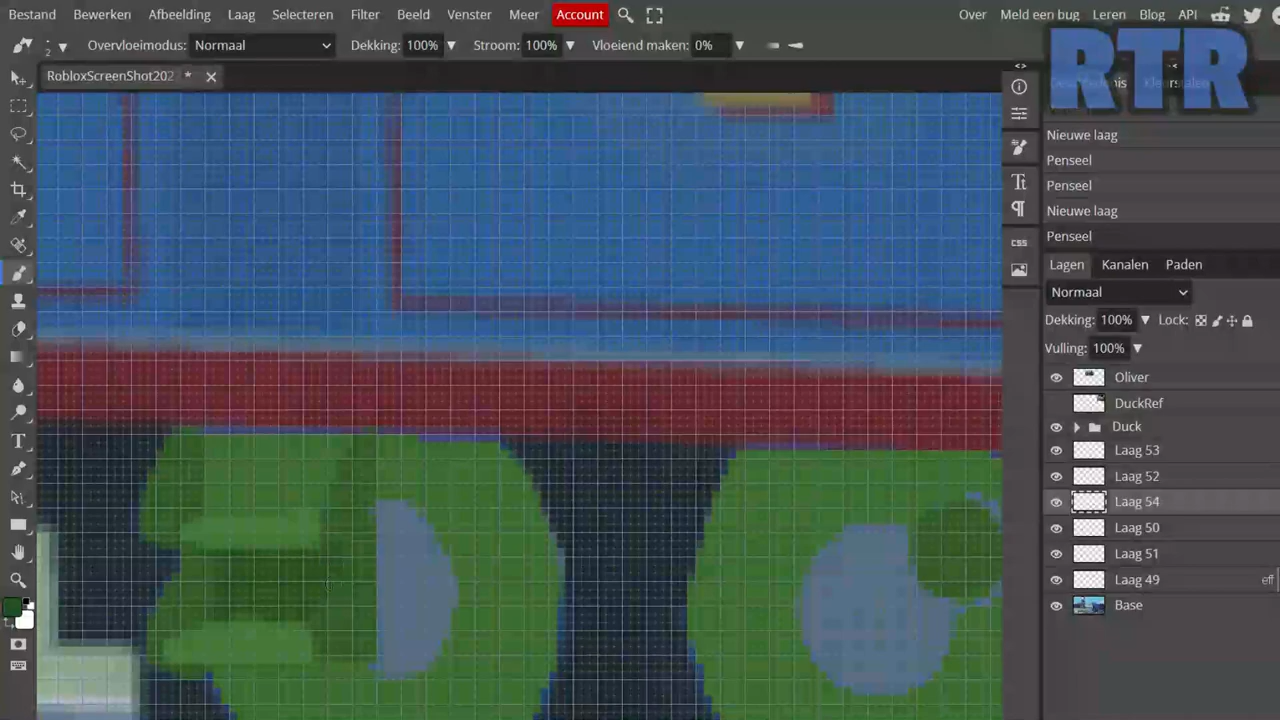 Bestand Bewerken Afbeelding Laag Selecteren Filter Beeld Venster Meer Account Over Meld een bug Leren Blog API
2 Overvloeimodus: Normaal Dekking: 100% Stroom: 100% Vloeiend maken: 0%
RTR
RobloxScreenShot202 *
Kleurstalen
Nieuwe laag
Penseel
Penseel
Nieuwe laag
Penseel
Lagen Kanalen Paden
Normaal
Dekking: 100% Lock:
Vulling: 100%
Oliver
DuckRef
Duck
Laag 53
Laag 52
Laag 54
Laag 50
Laag 51
Laag 49 eff
Base
CSS